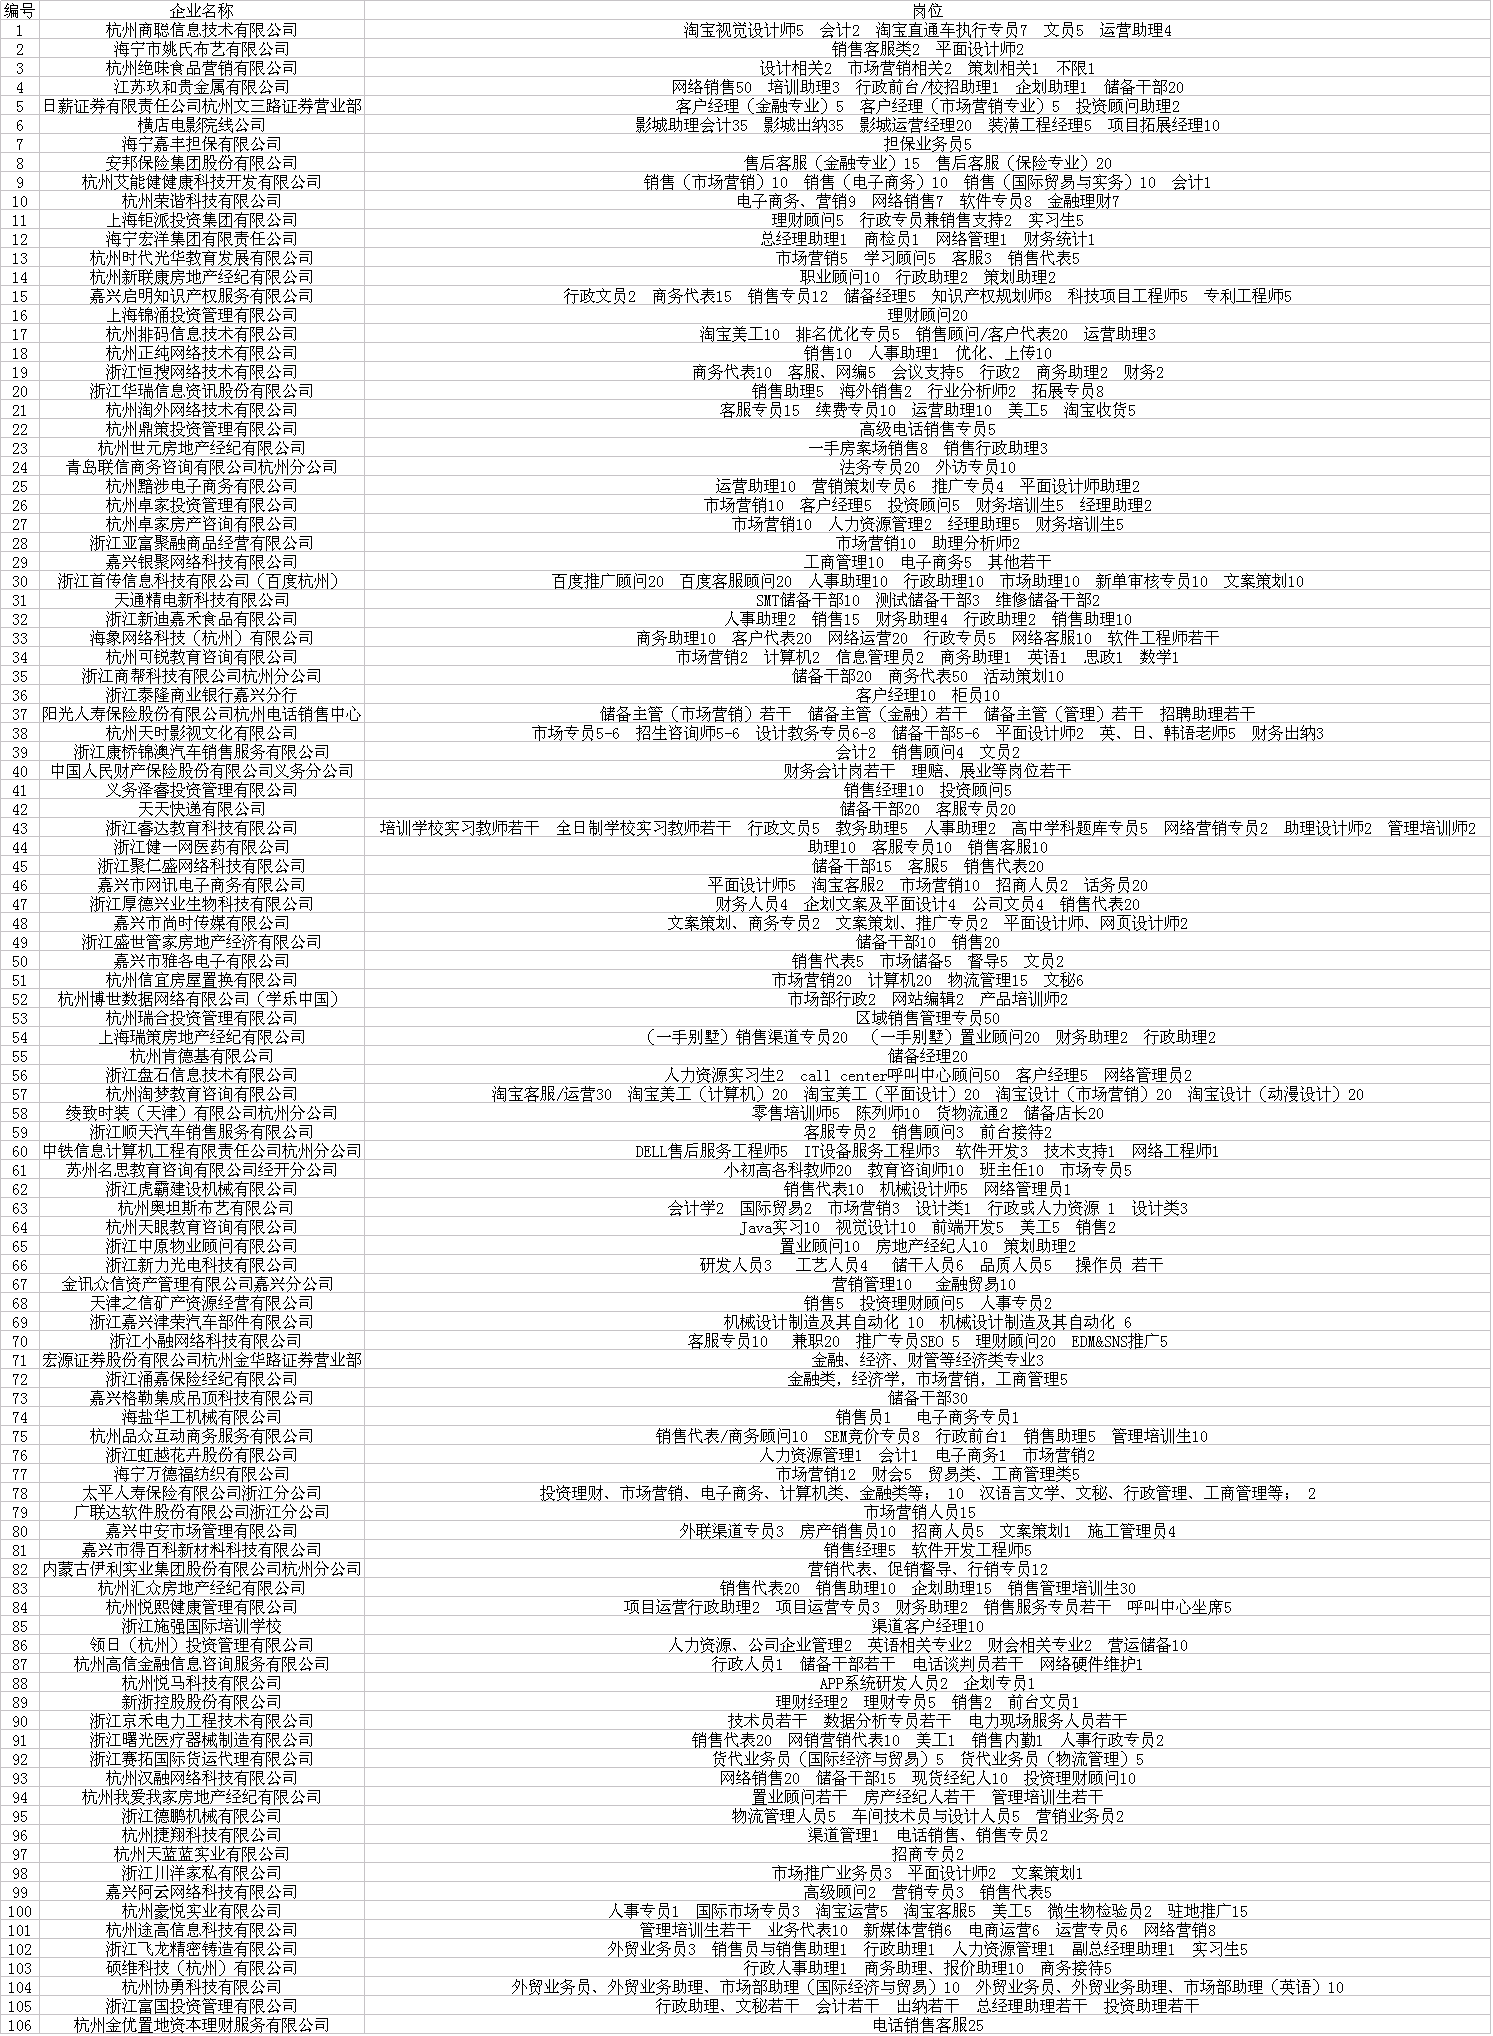 编号 企业名称 岗位
1 杭州商聪信息技术有限公司 淘宝视觉设计师5 会计2 淘宝直通车执行专员7 文员5 运营助理4
2 海宁市姚氏布艺有限公司 销售客服类2 平面设计师2
3 杭州绝味食品营销有限公司 设计相关2 市场营销相关2 策划相关1 不限1
4 江苏玖和贵金属有限公司 网络销售50 培训助理3 行政前台/校招助理1 企划助理1 储备干部20
5 日薪证券有限责任公司杭州文三路证券营业部 客户经理（金融专业）5 客户经理（市场营销专业）5 投资顾问助理2
6 横店电影院线公司 影城助理会计35 影城出纳35 影城运营经理20 装潢工程经理5 项目拓展经理10
7 海宁嘉丰担保有限公司 担保业务员5
8 安邦保险集团股份有限公司 售后客服（金融专业）15 售后客服（保险专业）20
9 杭州艾能健健康科技开发有限公司 销售（市场营销）10 销售（电子商务）10 销售（国际贸易与实务）10 会计1
10 杭州荣谐科技有限公司 电子商务、营销9 网络销售7 软件专员8 金融理财7
11 上海钜派投资集团有限公司 理财顾问5 行政专员兼销售支持2 实习生5
12 海宁宏洋集团有限责任公司 总经理助理1 商检员1 网络管理1 财务统计1
13 杭州时代光华教育发展有限公司 市场营销5 学习顾问5 客服3 销售代表5
14 杭州新联康房地产经纪有限公司 职业顾问10 行政助理2 策划助理2
15 嘉兴启明知识产权服务有限公司 行政文员2 商务代表15 销售专员12 储备经理5 知识产权规划师8 科技项目工程师5 专利工程师5
16 上海锦涌投资管理有限公司 理财顾问20
17 杭州排码信息技术有限公司 淘宝美工10 排名优化专员5 销售顾问/客户代表20 运营助理3
18 杭州正纯网络技术有限公司 销售10 人事助理1 优化、上传10
19 浙江恒搜网络技术有限公司 商务代表10 客服、网编5 会议支持5 行政2 商务助理2 财务2
20 浙江华瑞信息资讯股份有限公司 销售助理5 海外销售2 行业分析师2 拓展专员8
21 杭州淘外网络技术有限公司 客服专员15 续费专员10 运营助理10 美工5 淘宝收货5
22 杭州鼎策投资管理有限公司 高级电话销售专员5
23 杭州世元房地产经纪有限公司 一手房案场销售8 销售行政助理3
24 青岛联信商务咨询有限公司杭州分公司 法务专员20 外访专员10
25 杭州黯涉电子商务有限公司 运营助理10 营销策划专员6 推广专员4 平面设计师助理2
26 杭州卓家投资管理有限公司 市场营销10 客户经理5 投资顾问5 财务培训生5 经理助理2
27 杭州卓家房产咨询有限公司 市场营销10 人力资源管理2 经理助理5 财务培训生5
28 浙江亚富聚融商品经营有限公司 市场营销10 助理分析师2
29 嘉兴银聚网络科技有限公司 工商管理10 电子商务5 其他若干
30 浙江首传信息科技有限公司（百度杭州） 百度推广顾问20 百度客服顾问20 人事助理10 行政助理10 市场助理10 新单审核专员10 文案策划10
31 天通精电新科技有限公司 SMT储备干部10 测试储备干部3 维修储备干部2
32 浙江新迪嘉禾食品有限公司 人事助理2 销售15 财务助理4 行政助理2 销售助理10
33 海象网络科技（杭州）有限公司 商务助理10 客户代表20 网络运营20 行政专员5 网络客服10 软件工程师若干
34 杭州可锐教育咨询有限公司 市场营销2 计算机2 信息管理员2 商务助理1 英语1 思政1 数学1
35 浙江商帮科技有限公司杭州分公司 储备干部20 商务代表50 活动策划10
36 浙江泰隆商业银行嘉兴分行 客户经理10 柜员10
37 阳光人寿保险股份有限公司杭州电话销售中心 储备主管（市场营销）若干 储备主管（金融）若干 储备主管（管理）若干 招聘助理若干
38 杭州天时影视文化有限公司 市场专员5-6 招生咨询师5-6 设计教务专员6-8 储备干部5-6 平面设计师2 英、日、韩语老师5 财务出纳3
39 浙江康桥锦澳汽车销售服务有限公司 会计2 销售顾问4 文员2
40 中国人民财产保险股份有限公司义务分公司 财务会计岗若干 理赔、展业等岗位若干
41 义务泽睿投资管理有限公司 销售经理10 投资顾问5
42 天天快递有限公司 储备干部20 客服专员20
43 浙江睿达教育科技有限公司 培训学校实习教师若干 全日制学校实习教师若干 行政文员5 教务助理5 人事助理2 高中学科题库专员5 网络营销专员2 助理设计师2 管理培训师2
44 浙江健一网医药有限公司 助理10 客服专员10 销售客服10
45 浙江聚仁盛网络科技有限公司 储备干部15 客服5 销售代表20
46 嘉兴市网讯电子商务有限公司 平面设计师5 淘宝客服2 市场营销10 招商人员2 话务员20
47 浙江厚德兴业生物科技有限公司 财务人员4 企划文案及平面设计4 公司文员4 销售代表20
48 嘉兴市尚时传媒有限公司 文案策划、商务专员2 文案策划、推广专员2 平面设计师、网页设计师2
49 浙江盛世管家房地产经济有限公司 储备干部10 销售20
50 嘉兴市雅各电子有限公司 销售代表5 市场储备5 督导5 文员2
51 杭州信宜房屋置换有限公司 市场营销20 计算机20 物流管理15 文秘6
52 杭州博世数据网络有限公司（学乐中国） 市场部行政2 网站编辑2 产品培训师2
53 杭州瑞合投资管理有限公司 区域销售管理专员50
54 上海瑞策房地产经纪有限公司 （一手别墅）销售渠道专员20 （一手别墅）置业顾问20 财务助理2 行政助理2
55 杭州肯德基有限公司 储备经理20
56 浙江盘石信息技术有限公司 人力资源实习生2 call center呼叫中心顾问50 客户经理5 网络管理员2
57 杭州淘梦教育咨询有限公司 淘宝客服/运营30 淘宝美工（计算机）20 淘宝美工（平面设计）20 淘宝设计（市场营销）20 淘宝设计（动漫设计）20
58 绫致时装（天津）有限公司杭州分公司 零售培训师5 陈列师10 货物流通2 储备店长20
59 浙江顺天汽车销售服务有限公司 客服专员2 销售顾问3 前台接待2
60 中铁信息计算机工程有限责任公司杭州分公司 DELL售后服务工程师5 IT设备服务工程师3 软件开发3 技术支持1 网络工程师1
61 苏州名思教育咨询有限公司经开分公司 小初高各科教师20 教育咨询师10 班主任10 市场专员5
62 浙江虎霸建设机械有限公司 销售代表10 机械设计师5 网络管理员1
63 杭州奥坦斯布艺有限公司 会计学2 国际贸易2 市场营销3 设计类1 行政或人力资源 1 设计类3
64 杭州天眼教育咨询有限公司 Java实习10 视觉设计10 前端开发5 美工5 销售2
65 浙江中原物业顾问有限公司 置业顾问10 房地产经纪人10 策划助理2
66 浙江新力光电科技有限公司 研发人员3 工艺人员4 储干人员6 品质人员5 操作员 若干
67 金讯众信资产管理有限公司嘉兴分公司 营销管理10 金融贸易10
68 天津之信矿产资源经营有限公司 销售5 投资理财顾问5 人事专员2
69 浙江嘉兴津荣汽车部件有限公司 机械设计制造及其自动化 10 机械设计制造及其自动化 6
70 浙江小融网络科技有限公司 客服专员10 兼职20 推广专员SEO 5 理财顾问20 EDM&SNS推广5
71 宏源证券股份有限公司杭州金华路证券营业部 金融、经济、财管等经济类专业3
72 浙江涌嘉保险经纪有限公司 金融类，经济学，市场营销，工商管理5
73 嘉兴格勒集成吊顶科技有限公司 储备干部30
74 海盐华工机械有限公司 销售员1 电子商务专员1
75 杭州品众互动商务服务有限公司 销售代表/商务顾问10 SEM竞价专员8 行政前台1 销售助理5 管理培训生10
76 浙江虹越花卉股份有限公司 人力资源管理1 会计1 电子商务1 市场营销2
77 海宁万德福纺织有限公司 市场营销12 财会5 贸易类、工商管理类5
78 太平人寿保险有限公司浙江分公司 投资理财、市场营销、电子商务、计算机类、金融类等； 10 汉语言文学、文秘、行政管理、工商管理等； 2
79 广联达软件股份有限公司浙江分公司 市场营销人员15
80 嘉兴中安市场管理有限公司 外联渠道专员3 房产销售员10 招商人员5 文案策划1 施工管理员4
81 嘉兴市得百科新材料科技有限公司 销售经理5 软件开发工程师5
82 内蒙古伊利实业集团股份有限公司杭州分公司 营销代表、促销督导、行销专员12
83 杭州汇众房地产经纪有限公司 销售代表20 销售助理10 企划助理15 销售管理培训生30
84 杭州悦熙健康管理有限公司 项目运营行政助理2 项目运营专员3 财务助理2 销售服务专员若干 呼叫中心坐席5
85 浙江施强国际培训学校 渠道客户经理10
86 领日（杭州）投资管理有限公司 人力资源、公司企业管理2 英语相关专业2 财会相关专业2 营运储备10
87 杭州高信金融信息咨询服务有限公司 行政人员1 储备干部若干 电话谈判员若干 网络硬件维护1
88 杭州悦马科技有限公司 APP系统研发人员2 企划专员1
89 新浙控股股份有限公司 理财经理2 理财专员5 销售2 前台文员1
90 浙江京禾电力工程技术有限公司 技术员若干 数据分析专员若干 电力现场服务人员若干
91 浙江曙光医疗器械制造有限公司 销售代表20 网销营销代表10 美工1 销售内勤1 人事行政专员2
92 浙江赛拓国际货运代理有限公司 货代业务员（国际经济与贸易）5 货代业务员（物流管理）5
93 杭州汉融网络科技有限公司 网络销售20 储备干部15 现货经纪人10 投资理财顾问10
94 杭州我爱我家房地产经纪有限公司 置业顾问若干 房产经纪人若干 管理培训生若干
95 浙江德鹏机械有限公司 物流管理人员5 车间技术员与设计人员5 营销业务员2
96 杭州捷翔科技有限公司 渠道管理1 电话销售、销售专员2
97 杭州天蓝蓝实业有限公司 招商专员2
98 浙江川洋家私有限公司 市场推广业务员3 平面设计师2 文案策划1
99 嘉兴阿云网络科技有限公司 高级顾问2 营销专员3 销售代表5
100 杭州豪悦实业有限公司 人事专员1 国际市场专员3 淘宝运营5 淘宝客服5 美工5 微生物检验员2 驻地推广15
101 杭州途高信息科技有限公司 管理培训生若干 业务代表10 新媒体营销6 电商运营6 运营专员6 网络营销8
102 浙江飞龙精密铸造有限公司 外贸业务员3 销售员与销售助理1 行政助理1 人力资源管理1 副总经理助理1 实习生5
103 硕维科技（杭州）有限公司 行政人事助理1 商务助理、报价助理10 商务接待5
104 杭州协勇科技有限公司 外贸业务员、外贸业务助理、市场部助理（国际经济与贸易）10 外贸业务员、外贸业务助理、市场部助理（英语）10
105 浙江富国投资管理有限公司 行政助理、文秘若干 会计若干 出纳若干 总经理助理若干 投资助理若干
106 杭州金优置地资本理财服务有限公司 电话销售客服25